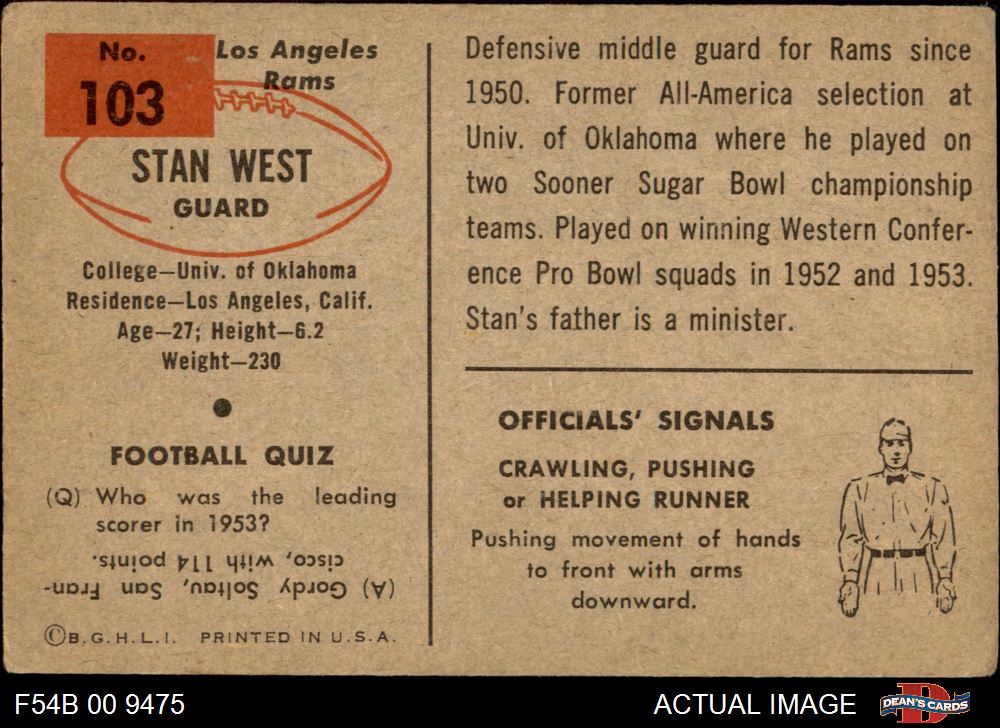 No.
103
Los Angeles
Rams
STAN WEST
GUARD
College—Univ. of Oklahoma
Residence—Los Angeles, Calif.
Age—27; Height—6.2
Weight—230
FOOTBALL QUIZ
(Q) Who was the leading
scorer in 1953?
(A) Gordy Soltau, San Fran-
cisco, with 114 points.
©B.G.H.L.I. PRINTED IN U.S.A.
Defensive middle guard for Rams since
1950. Former All-America selection at
Univ. of Oklahoma where he played on
two Sooner Sugar Bowl championship
teams. Played on winning Western Confer-
ence Pro Bowl squads in 1952 and 1953.
Stan's father is a minister.
OFFICIALS' SIGNALS
CRAWLING, PUSHING
or HELPING RUNNER
Pushing movement of hands
to front with arms
downward.
F54B 00 9475
ACTUAL IMAGE
D
DEAN'S CARDS